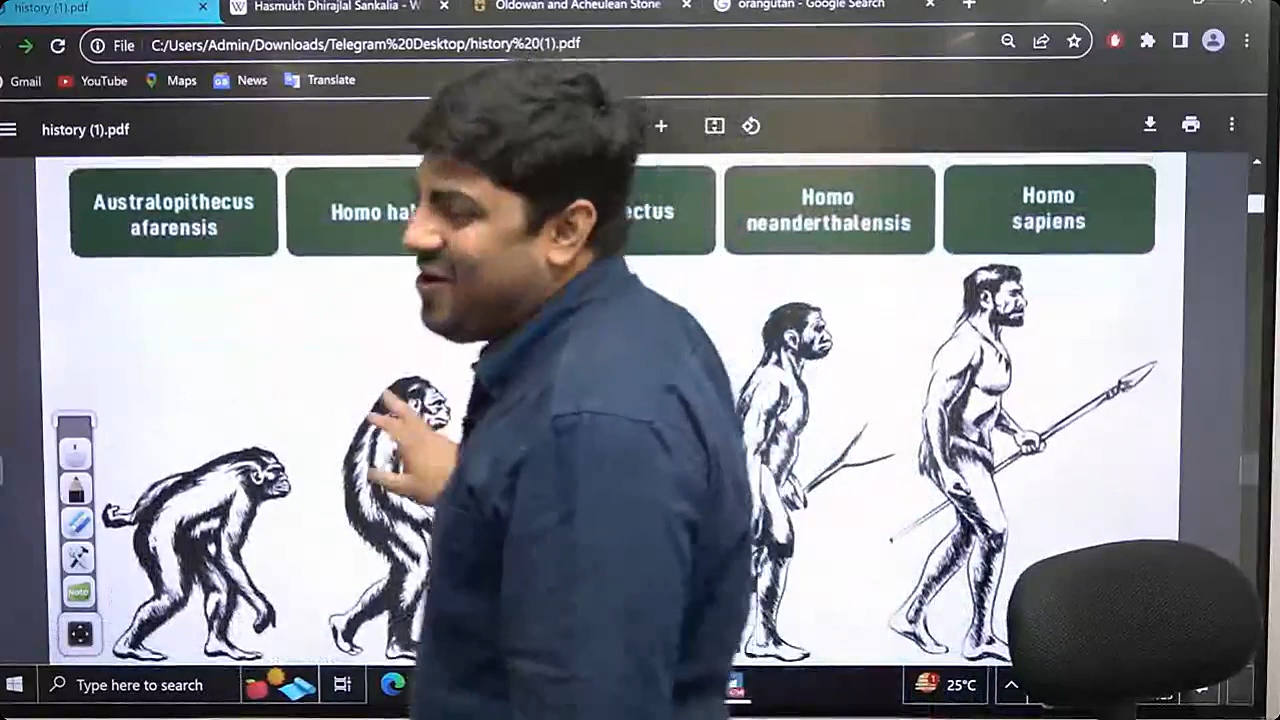 history (1).pdf
Hasmukh Dhirajlal Sankalia - W
Oldowan and Acheulean Stone
orangutan - Google Search
File
C:/Users/Admin/Downloads/Telegram%20Desktop/history%20(1).pdf
Gmail
YouTube
Maps
News
Translate
history (1).pdf
Australopithecus
afarensis
Homo ha
ectus
Homo
neanderthalensis
Homo
sapiens
Note
Type here to search
1
25°C